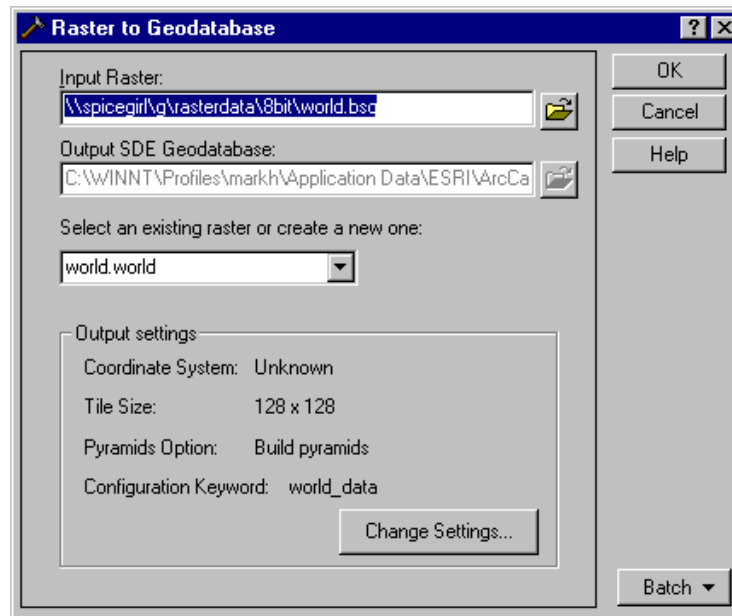 Raster to Geodatabase
Input Raster:
\\spicegirl\g\rasterdata\8bit\world.bsq
Output SDE Geodatabase:
C:\WINNT\Profiles\markh\Application Data\ESRI\ArcCa
Select an existing raster or create a new one:
world.world
Output settings
Coordinate System: Unknown
Tile Size: 128 x 128
Pyramids Option: Build pyramids
Configuration Keyword: world_data
Change Settings...
OK
Cancel
Help
Batch